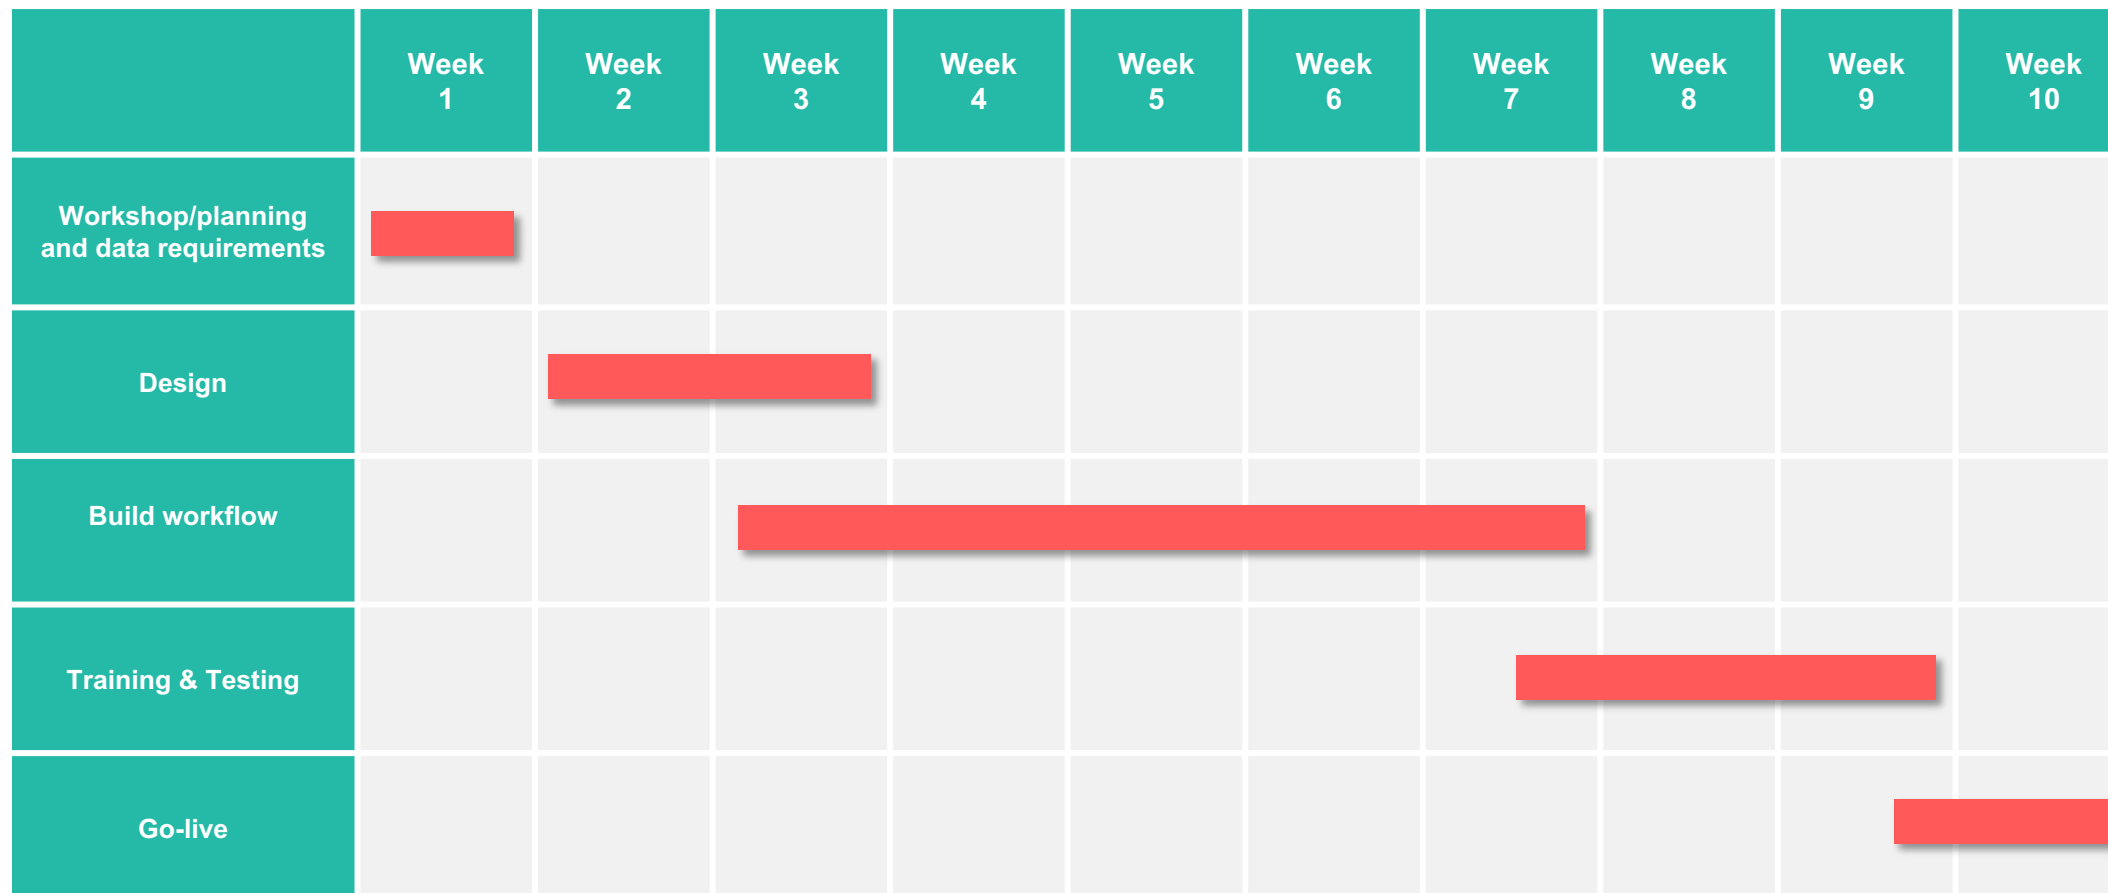 Week
1
Week
2
Week
3
Week
4
Week
5
Week
6
Week
7
Week
8
Week
9
Week
10
Workshop/planning
and data requirements
Design
Build workflow
Training & Testing
Go-live